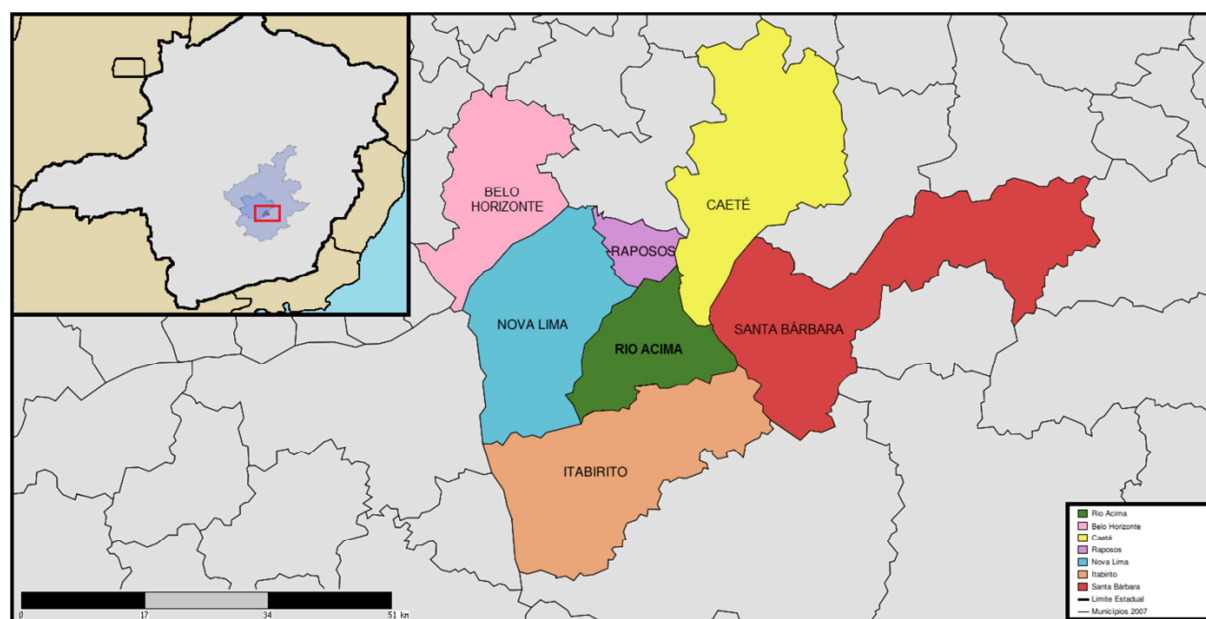 BELO
HORIZONTE
CAETÉ
RAPOSOS
NOVA LIMA
RIO ACIMA
SANTA BÁRBARA
ITABIRITO
Rio Acima
Belo Horizonte
Caeté
Raposos
Nova Lima
Itabirito
Santa Bárbara
Limite Estadual
Municípios 2007
0 17 34 51 km